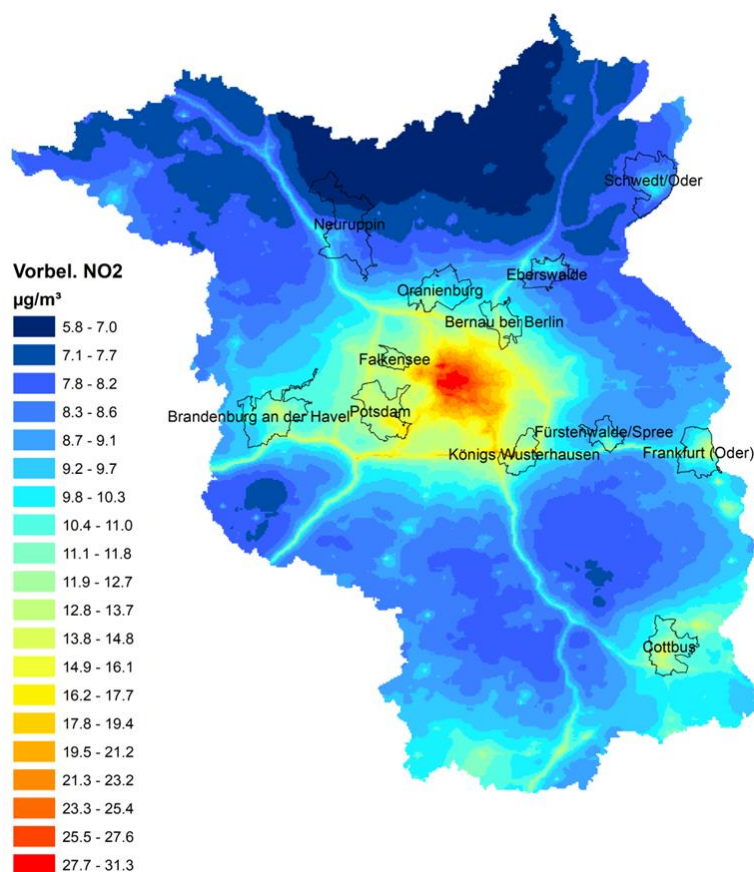 Schwedt/Oder
Neuruppin
Eberswalde
Oranienburg
Bernau bei Berlin
Falkensee
Brandenburg an der Havel
Potsdam
Fürstenwalde/Spree
Königs Wusterhausen
Frankfurt (Oder)
Cottbus
Vorbel. NO2
µg/m³
5.8 - 7.0
7.1 - 7.7
7.8 - 8.2
8.3 - 8.6
8.7 - 9.1
9.2 - 9.7
9.8 - 10.3
10.4 - 11.0
11.1 - 11.8
11.9 - 12.7
12.8 - 13.7
13.8 - 14.8
14.9 - 16.1
16.2 - 17.7
17.8 - 19.4
19.5 - 21.2
21.3 - 23.2
23.3 - 25.4
25.5 - 27.6
27.7 - 31.3